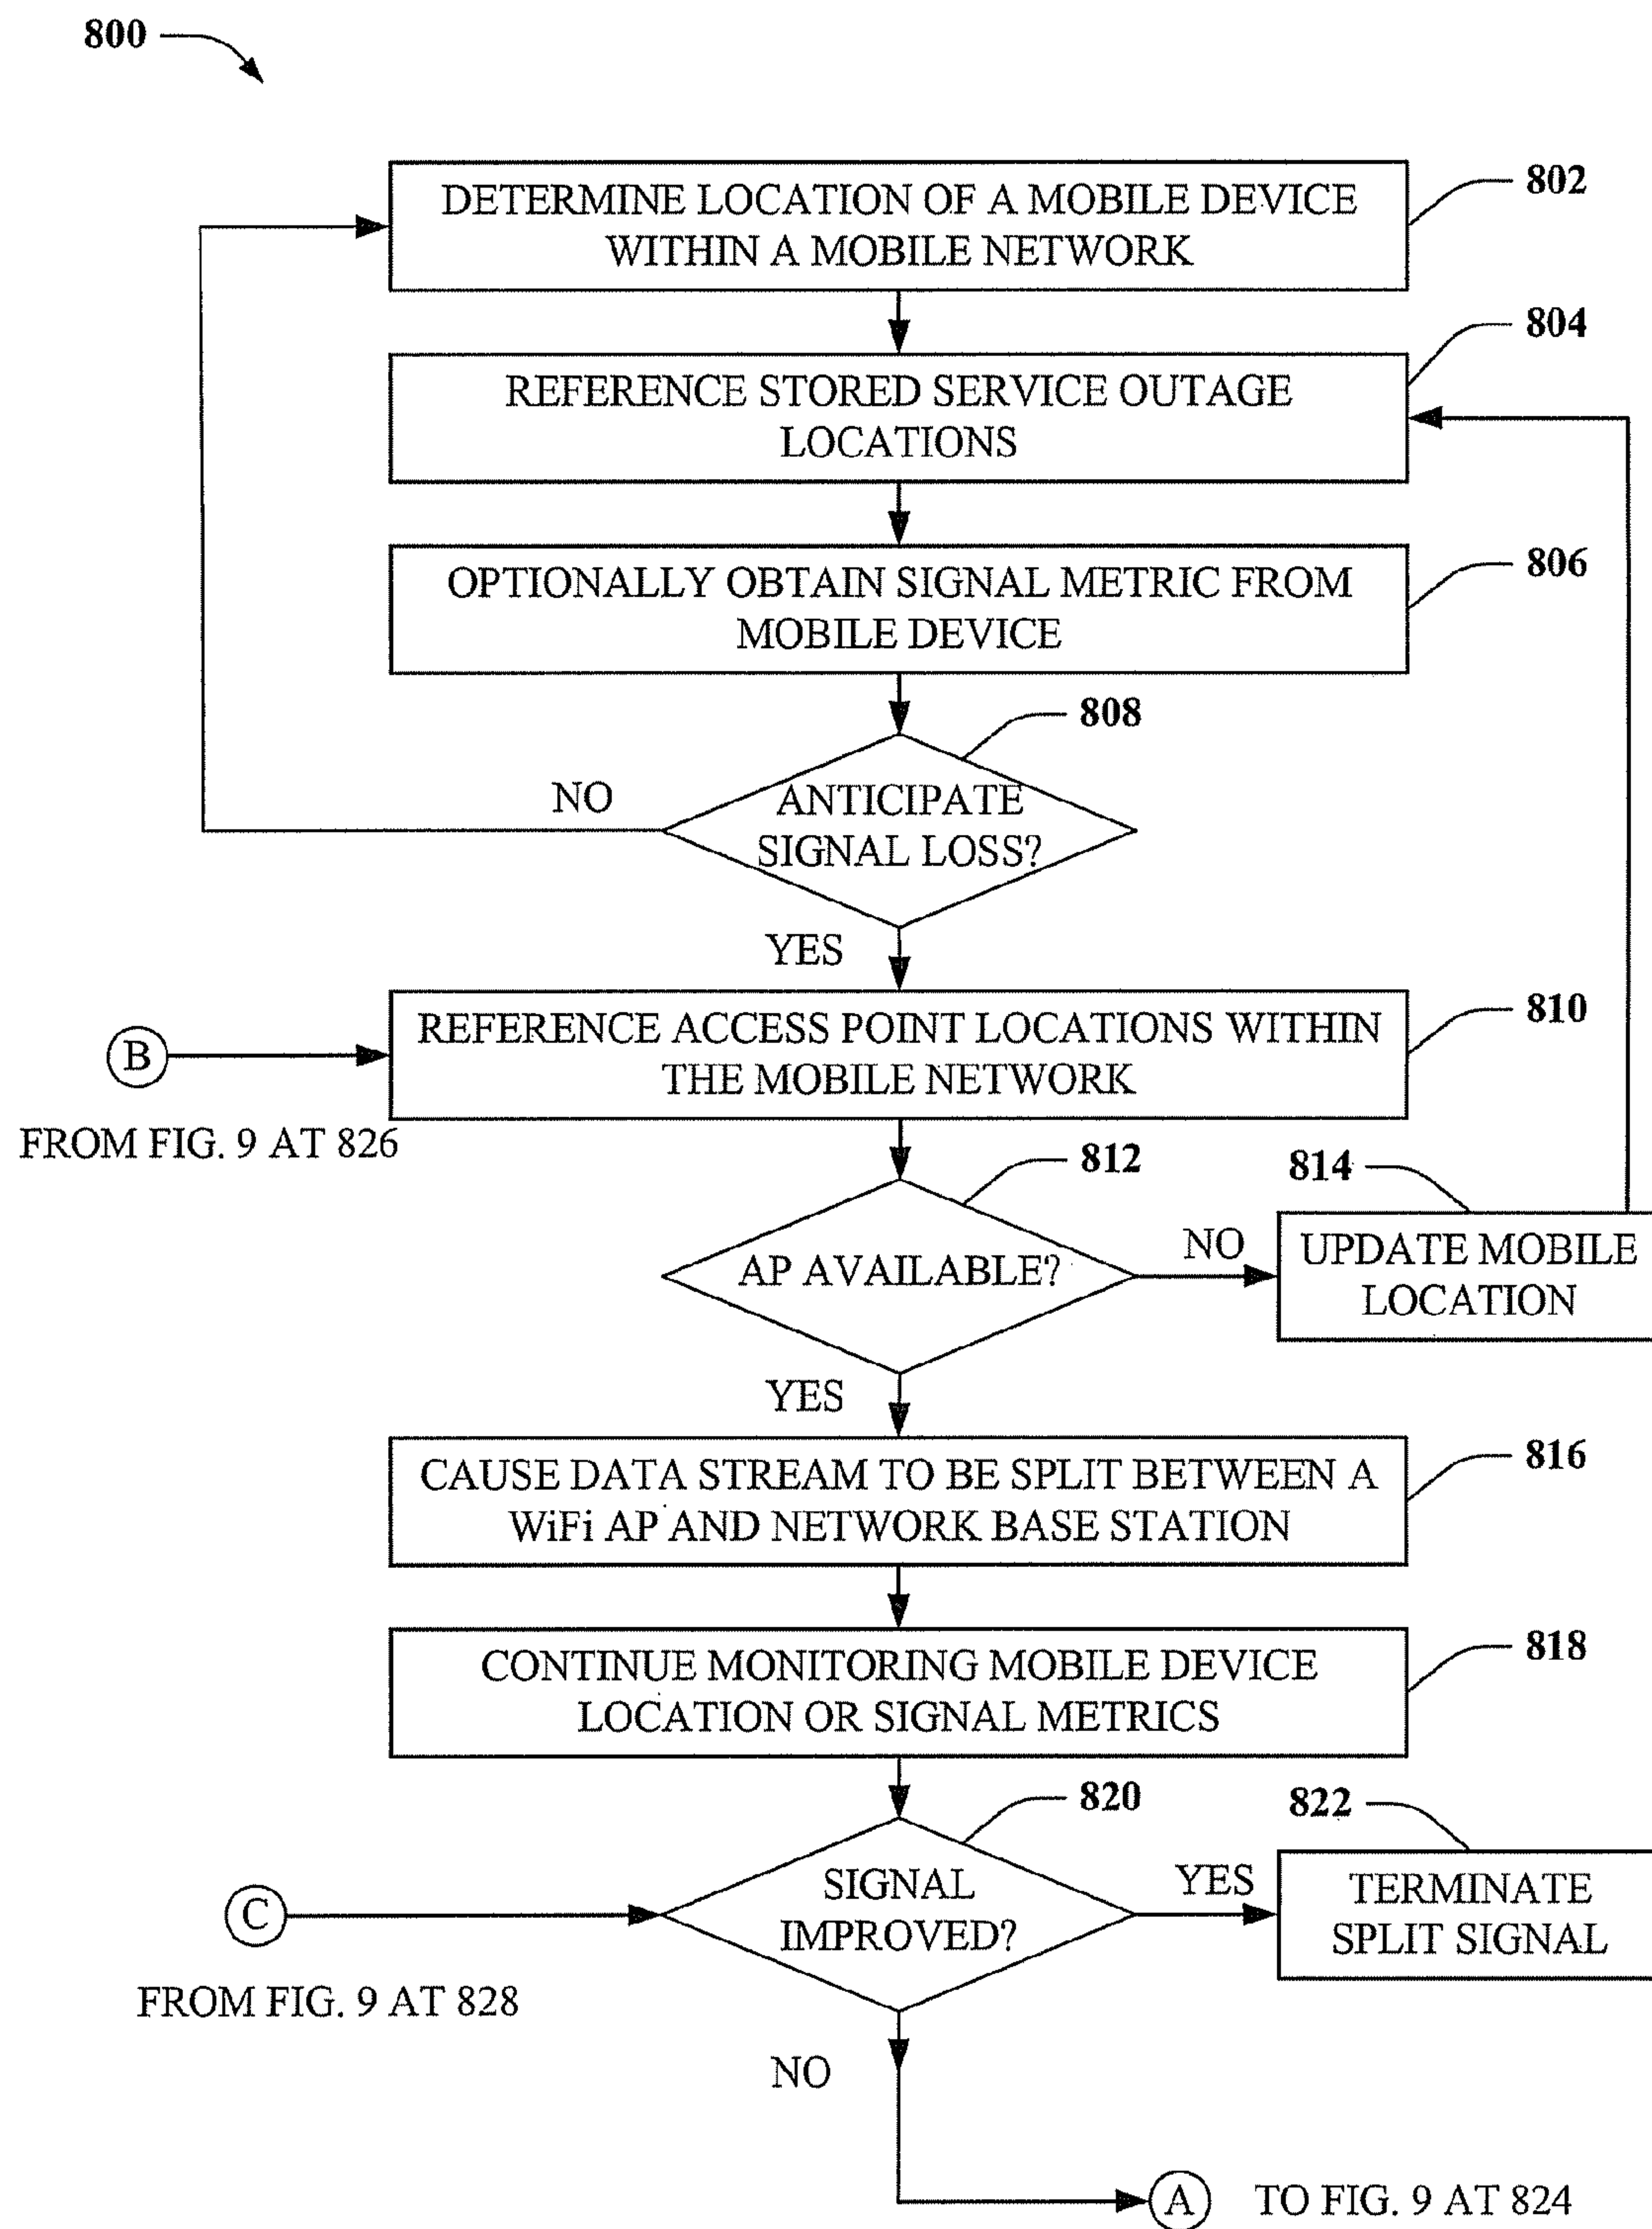 800
DETERMINE LOCATION OF A MOBILE DEVICE
WITHIN A MOBILE NETWORK
802
REFERENCE STORED SERVICE OUTAGE
LOCATIONS
804
OPTIONALLY OBTAIN SIGNAL METRIC FROM
MOBILE DEVICE
806
808
ANTICIPATE
SIGNAL LOSS?
NO
YES
REFERENCE ACCESS POINT LOCATIONS WITHIN
THE MOBILE NETWORK
810
B
FROM FIG. 9 AT 826
812
AP AVAILABLE?
NO
814
UPDATE MOBILE
LOCATION
YES
CAUSE DATA STREAM TO BE SPLIT BETWEEN A
WiFi AP AND NETWORK BASE STATION
816
CONTINUE MONITORING MOBILE DEVICE
LOCATION OR SIGNAL METRICS
818
820
SIGNAL
IMPROVED?
YES
822
TERMINATE
SPLIT SIGNAL
C
FROM FIG. 9 AT 828
NO
A
TO FIG. 9 AT 824